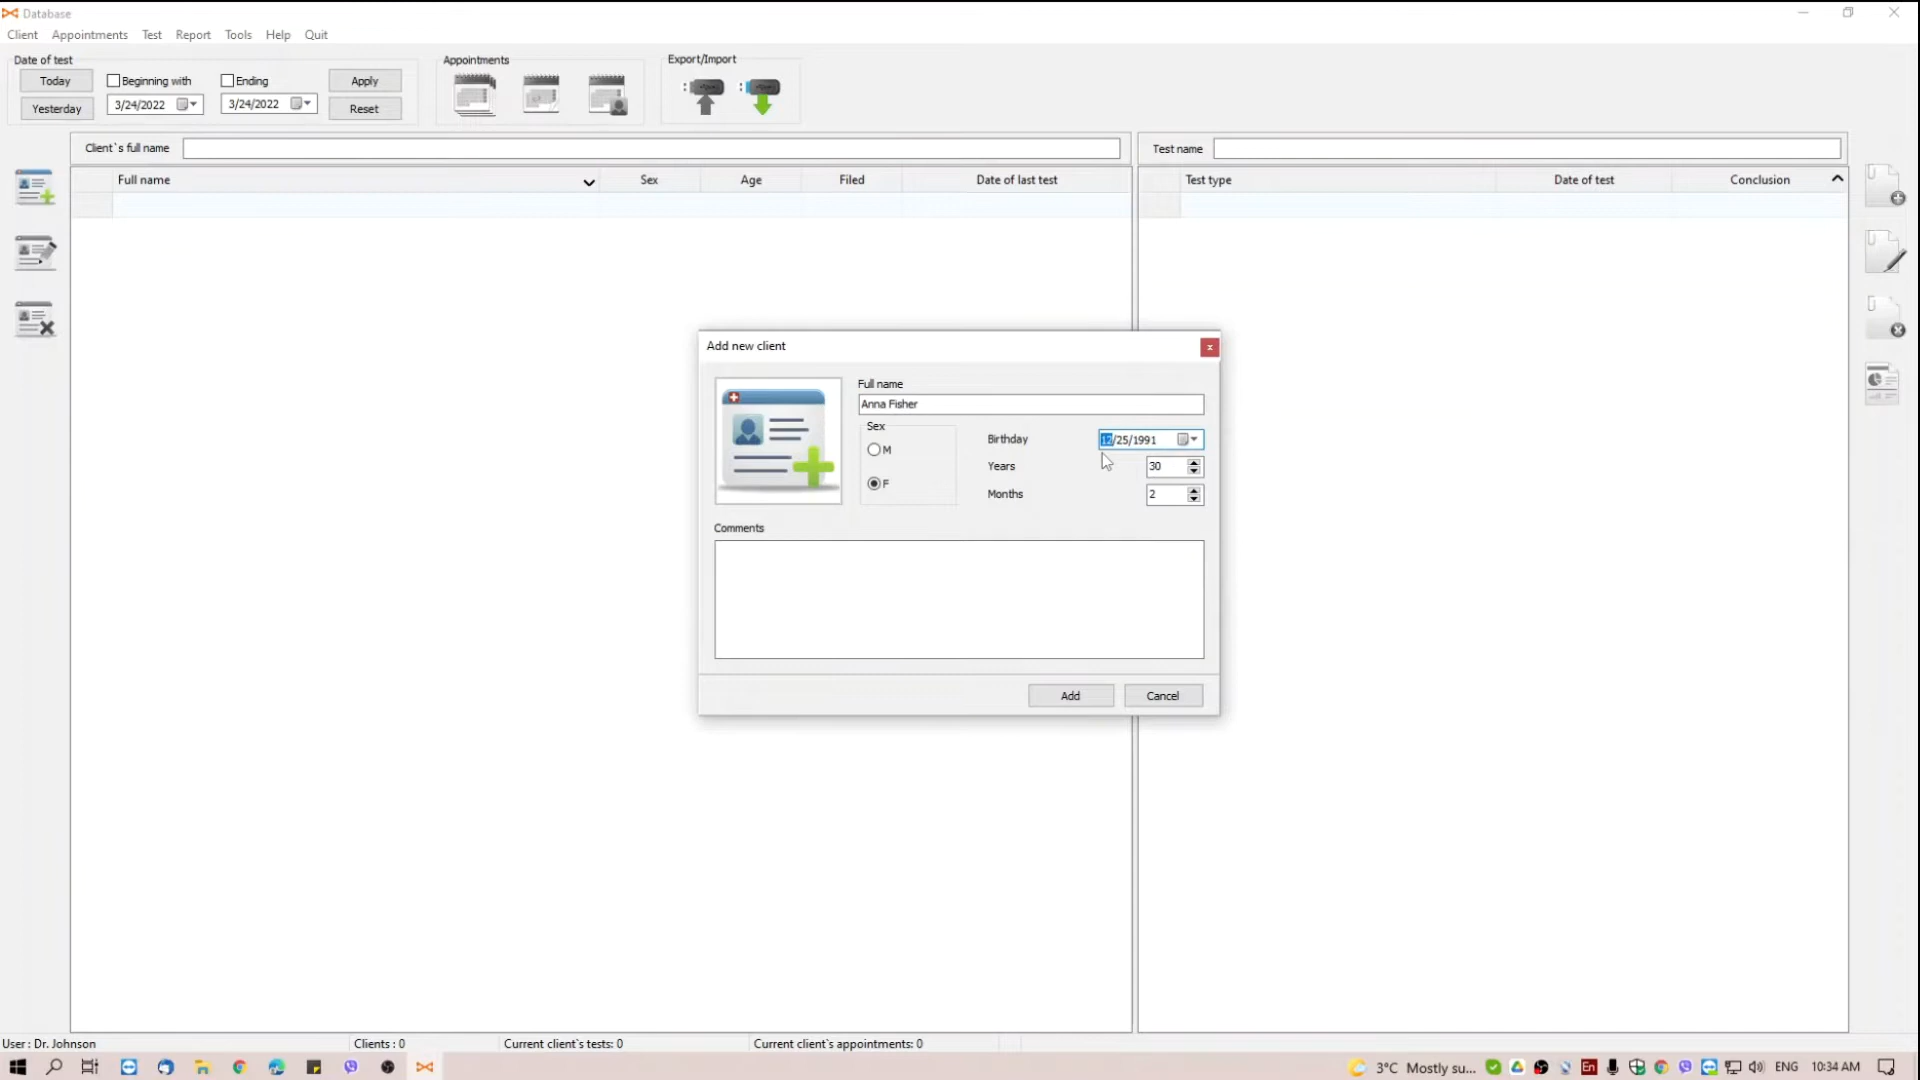 Database
Client Appointments Test Report Tools Help Quit
Date of test
Today Beginning with Ending Apply
Yesterday 3/24/2022 3/24/2022 Reset
Appointments
Export/Import
Client`s full name
Test name
Full name Sex Age Filed Date of last test
Test type Date of test Conclusion
Add new client
x
Full name
Anna Fisher
Sex
M
F
Birthday 12/25/1991
Years 30
Months 2
Comments
Add Cancel
User : Dr. Johnson Clients : 0 Current client`s tests: 0 Current client`s appointments: 0
3°C Mostly su... En ENG 10:34 AM